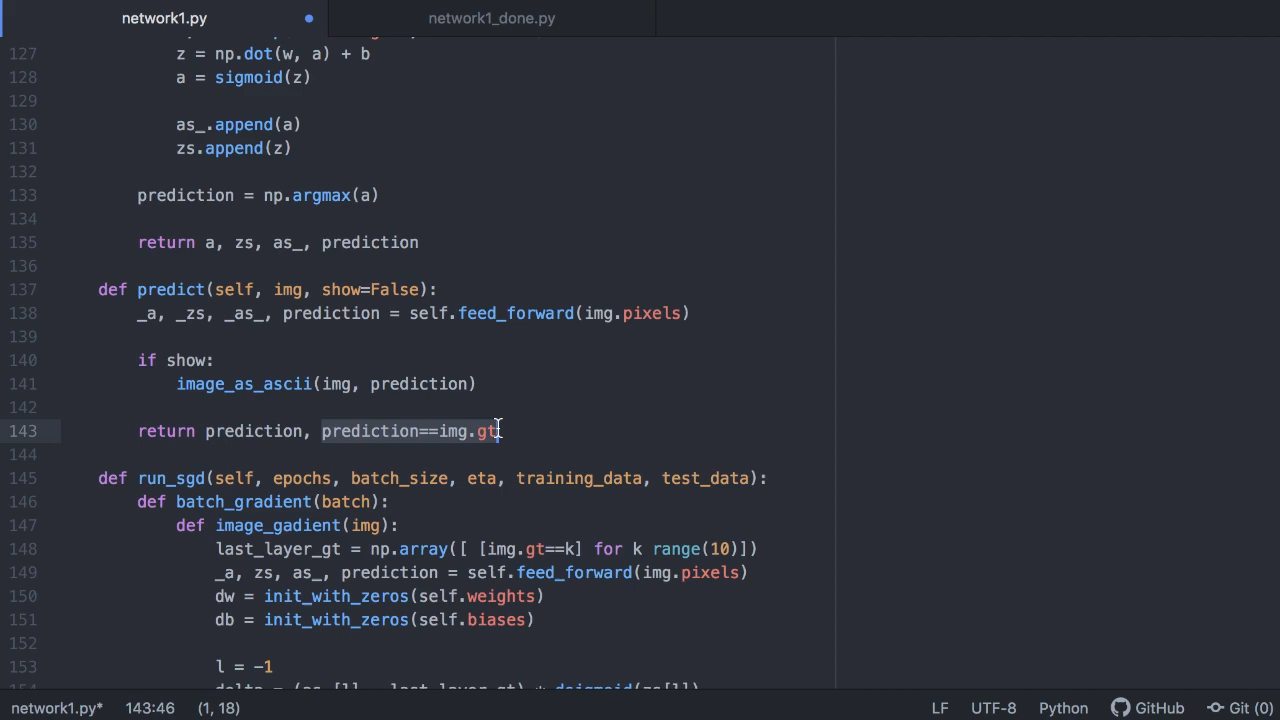 network1.py
network1_done.py
127 z = np.dot(w, a) + b
128 a = sigmoid(z)
129
130 as_.append(a)
131 zs.append(z)
132
133 prediction = np.argmax(a)
134
135 return a, zs, as_, prediction
136
137 def predict(self, img, show=False):
138 _a, _zs, _as_, prediction = self.feed_forward(img.pixels)
139
140 if show:
141 image_as_ascii(img, prediction)
142
143 return prediction, prediction==img.gt
144
145 def run_sgd(self, epochs, batch_size, eta, training_data, test_data):
146 def batch_gradient(batch):
147 def image_gadient(img):
148 last_layer_gt = np.array([ [img.gt==k] for k range(10)])
149 _a, zs, as_, prediction = self.feed_forward(img.pixels)
150 dw = init_with_zeros(self.weights)
151 db = init_with_zeros(self.biases)
152
153 l = -1
network1.py* 143:46 (1, 18) LF UTF-8 Python GitHub Git (0)